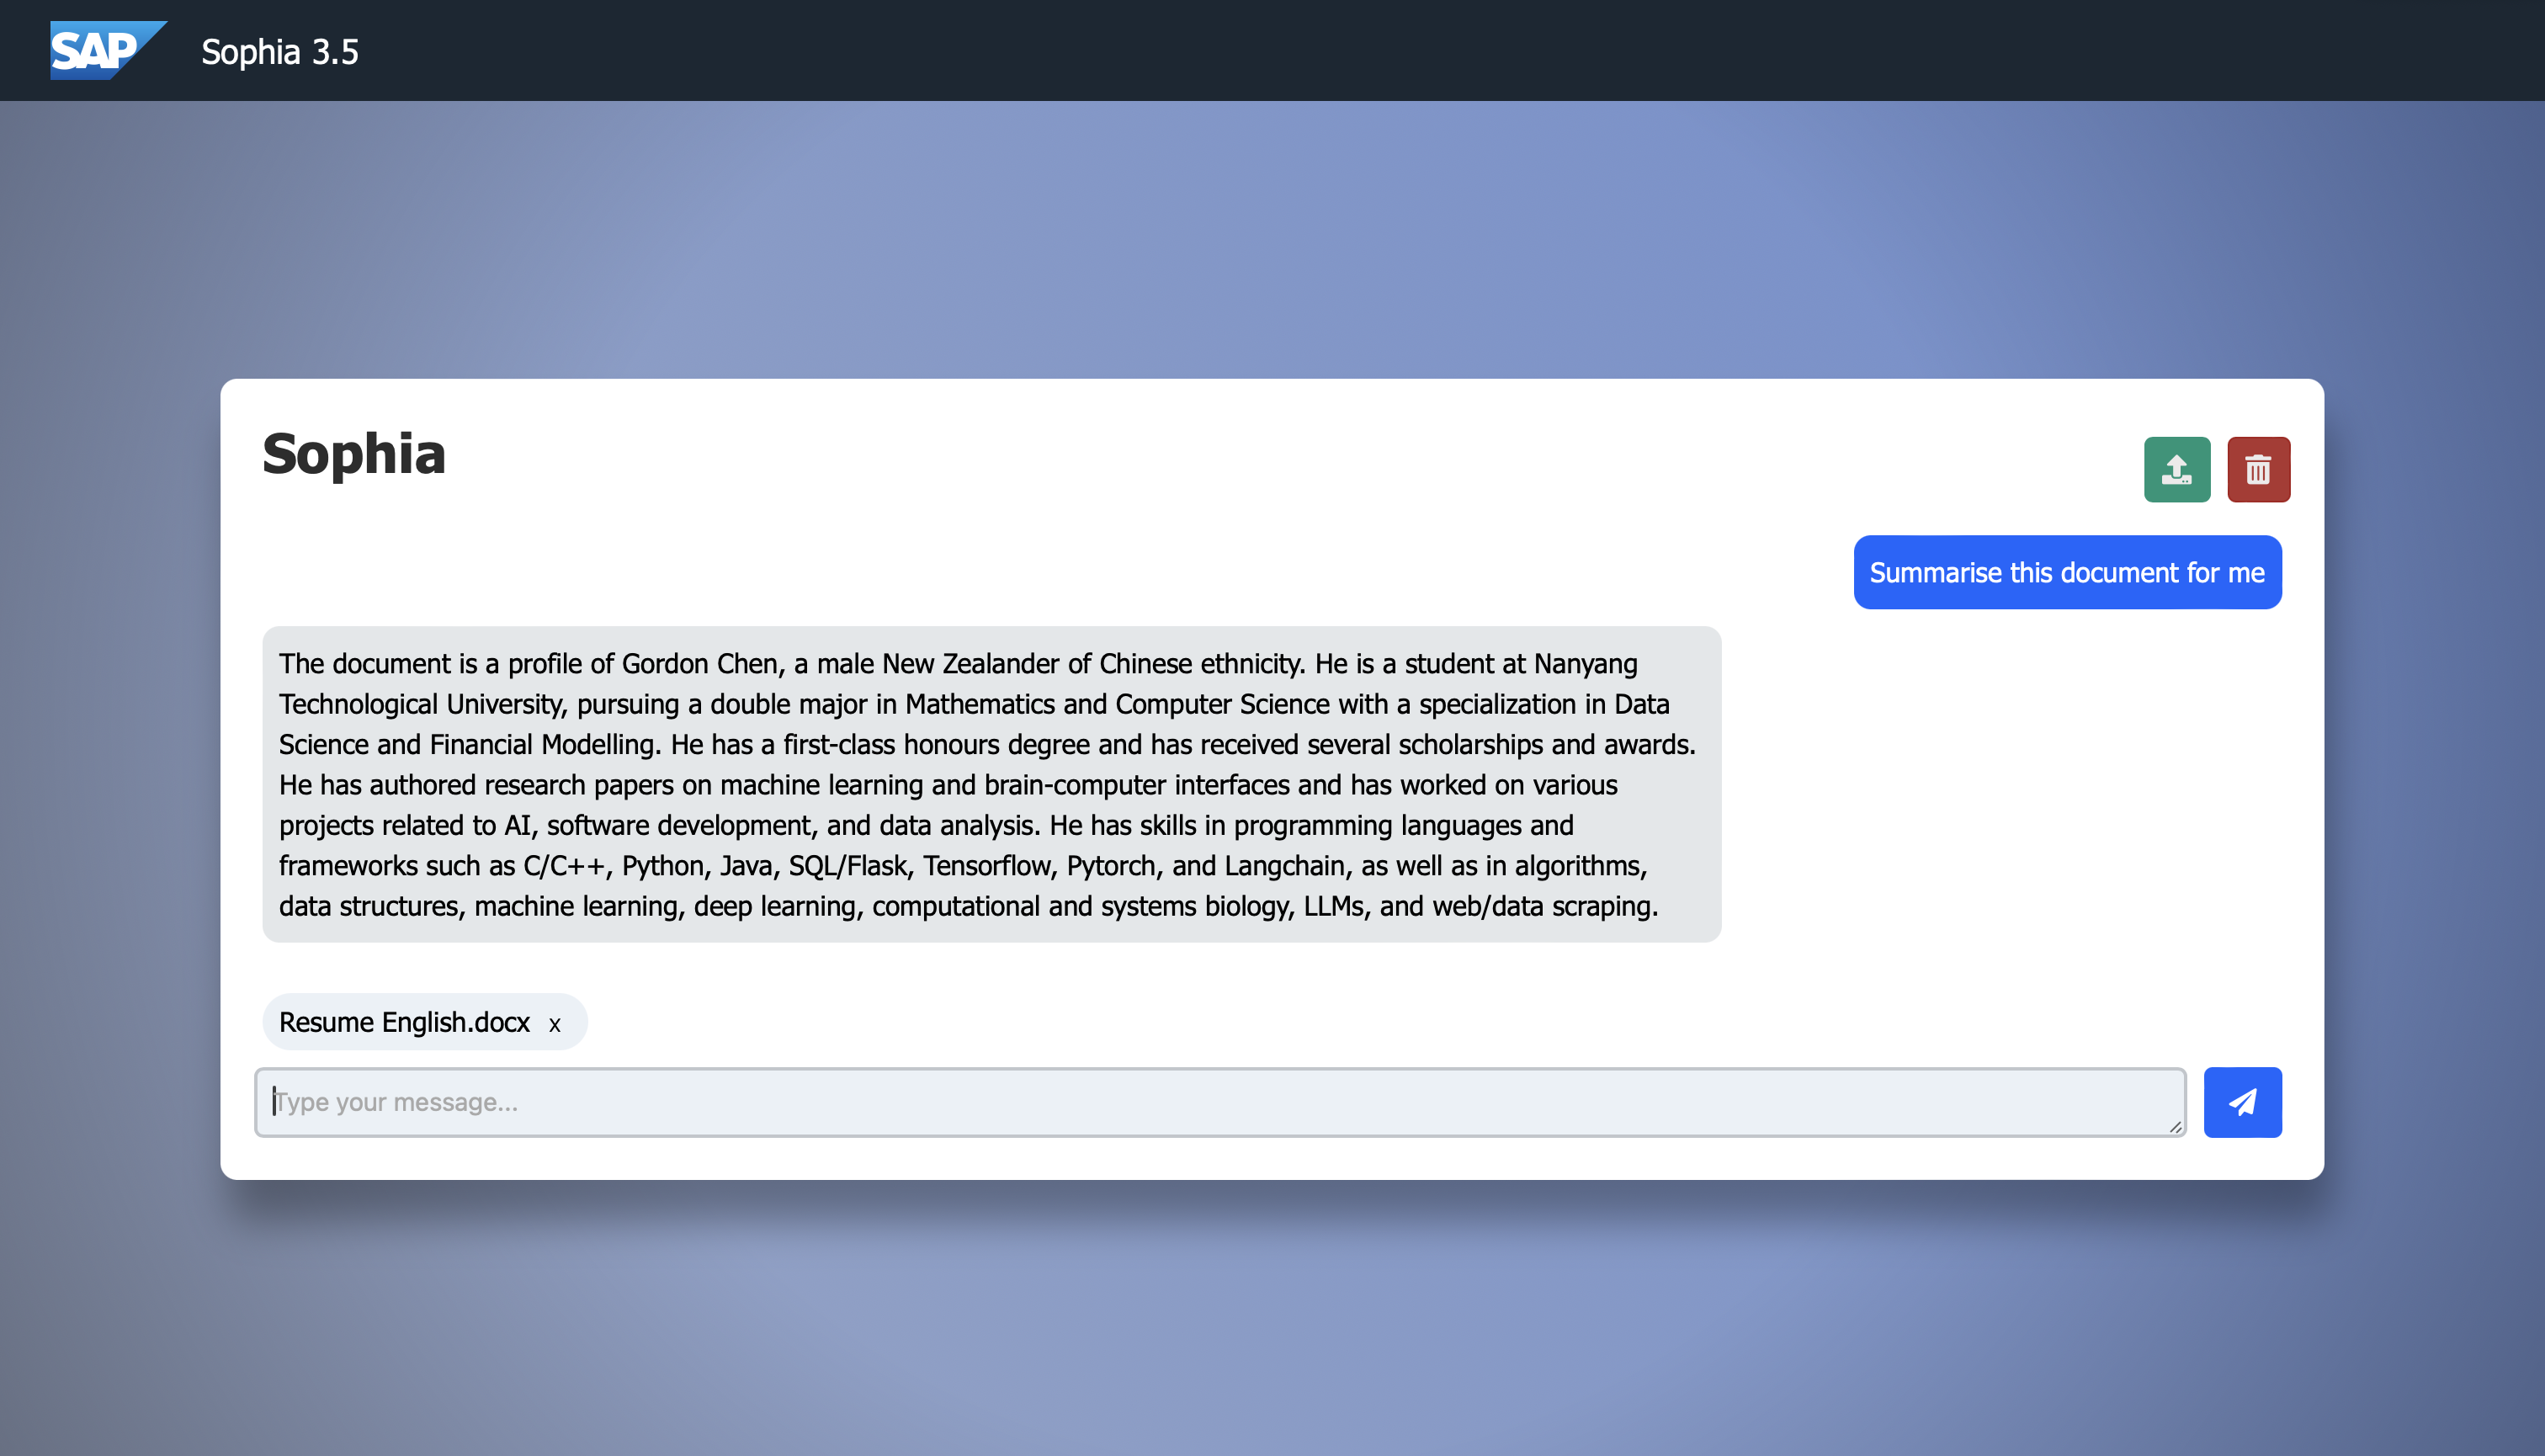 SAP Sophia 3.5
Sophia
Summarise this document for me
The document is a profile of Gordon Chen, a male New Zealander of Chinese ethnicity. He is a student at Nanyang
Technological University, pursuing a double major in Mathematics and Computer Science with a specialization in Data
Science and Financial Modelling. He has a first-class honours degree and has received several scholarships and awards.
He has authored research papers on machine learning and brain-computer interfaces and has worked on various
projects related to AI, software development, and data analysis. He has skills in programming languages and
frameworks such as C/C++, Python, Java, SQL/Flask, Tensorflow, Pytorch, and Langchain, as well as in algorithms,
data structures, machine learning, deep learning, computational and systems biology, LLMs, and web/data scraping.
Resume English.docx x
Type your message...